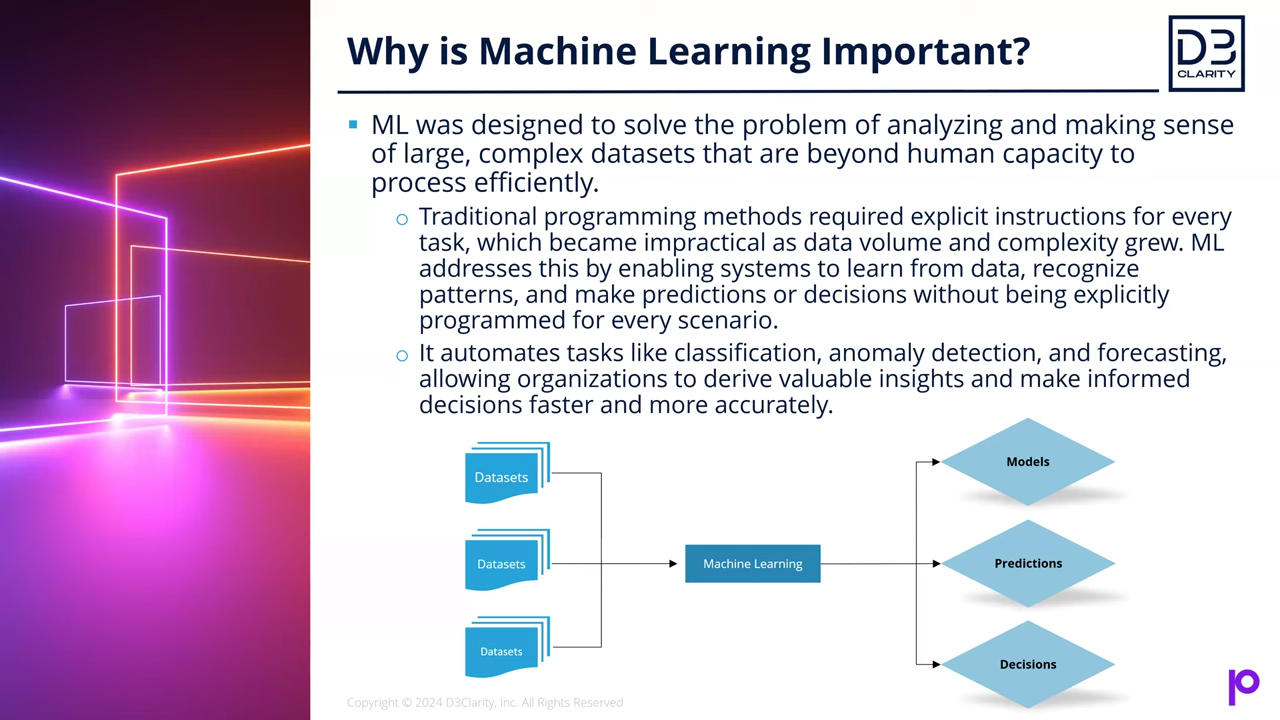 Why is Machine Learning Important?
D3
CLARITY
▪ ML was designed to solve the problem of analyzing and making sense
of large, complex datasets that are beyond human capacity to
process efficiently.
o Traditional programming methods required explicit instructions for every
task, which became impractical as data volume and complexity grew. ML
addresses this by enabling systems to learn from data, recognize
patterns, and make predictions or decisions without being explicitly
programmed for every scenario.
o It automates tasks like classification, anomaly detection, and forecasting,
allowing organizations to derive valuable insights and make informed
decisions faster and more accurately.
Datasets
Datasets
Datasets
Machine Learning
Models
Predictions
Decisions
Copyright © 2024 D3Clarity, Inc. All Rights Reserved